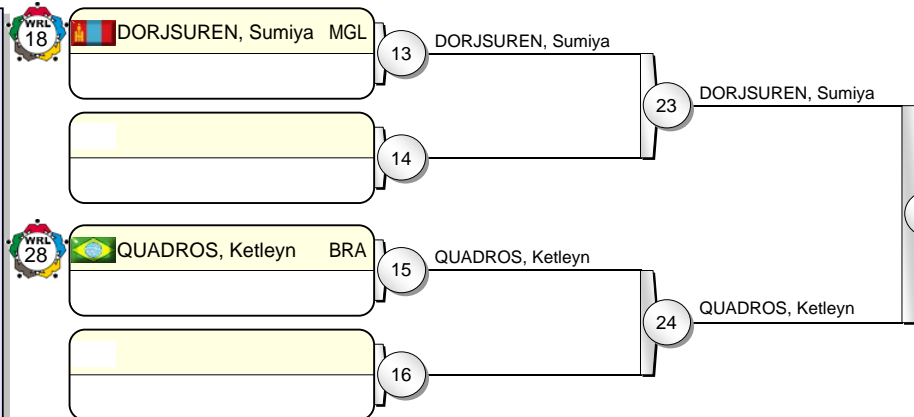 WRL
18
DORJSUREN, Sumiya MGL
13
DORJSUREN, Sumiya
23
DORJSUREN, Sumiya
14
WRL
28
QUADROS, Ketleyn BRA
15
QUADROS, Ketleyn
24
QUADROS, Ketleyn
16